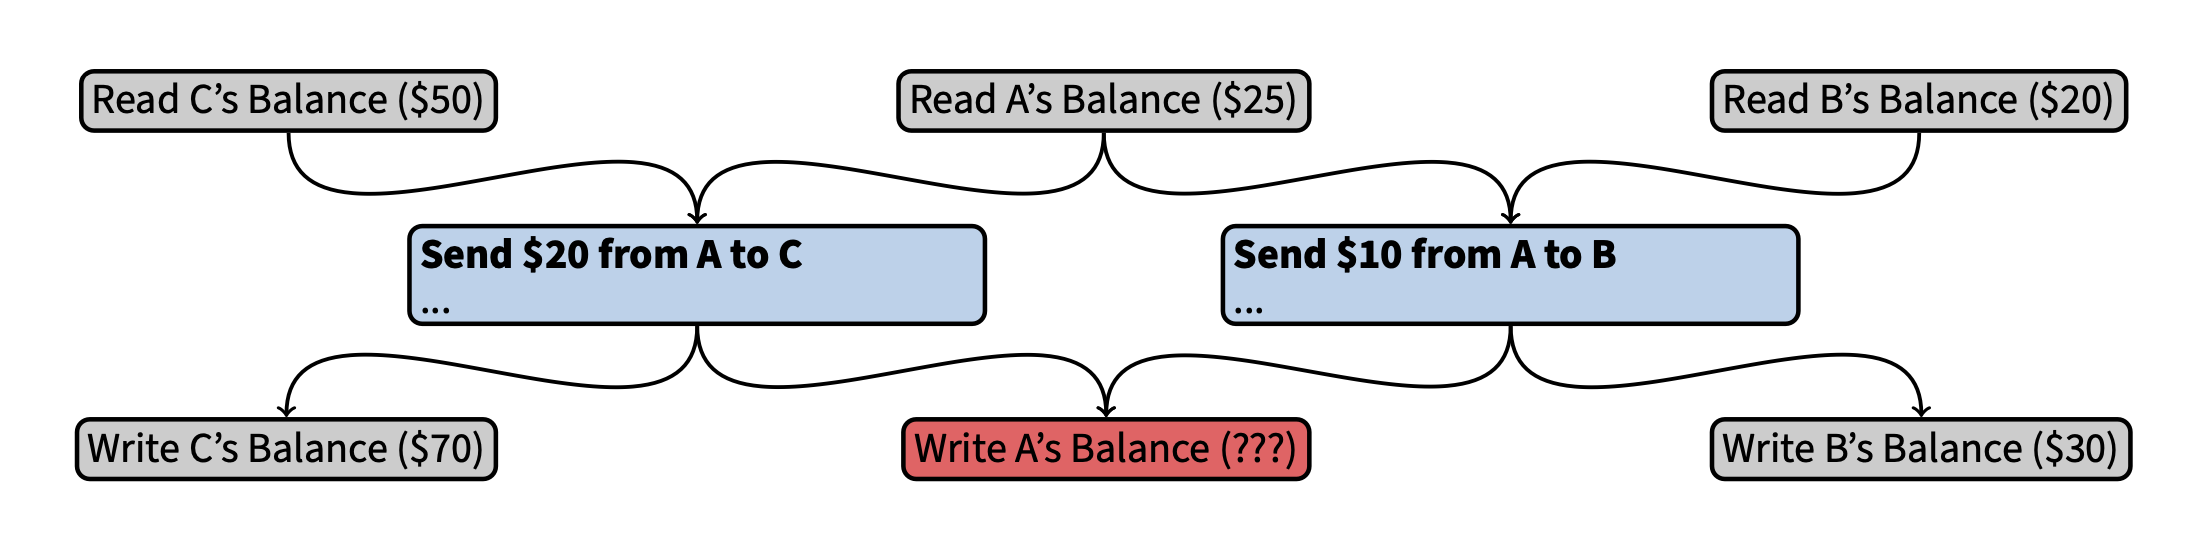 Read C’s Balance ($50)
Read A’s Balance ($25)
Read B’s Balance ($20)
Send $20 from A to C
...
Send $10 from A to B
...
Write C’s Balance ($70)
Write A’s Balance (???)
Write B’s Balance ($30)